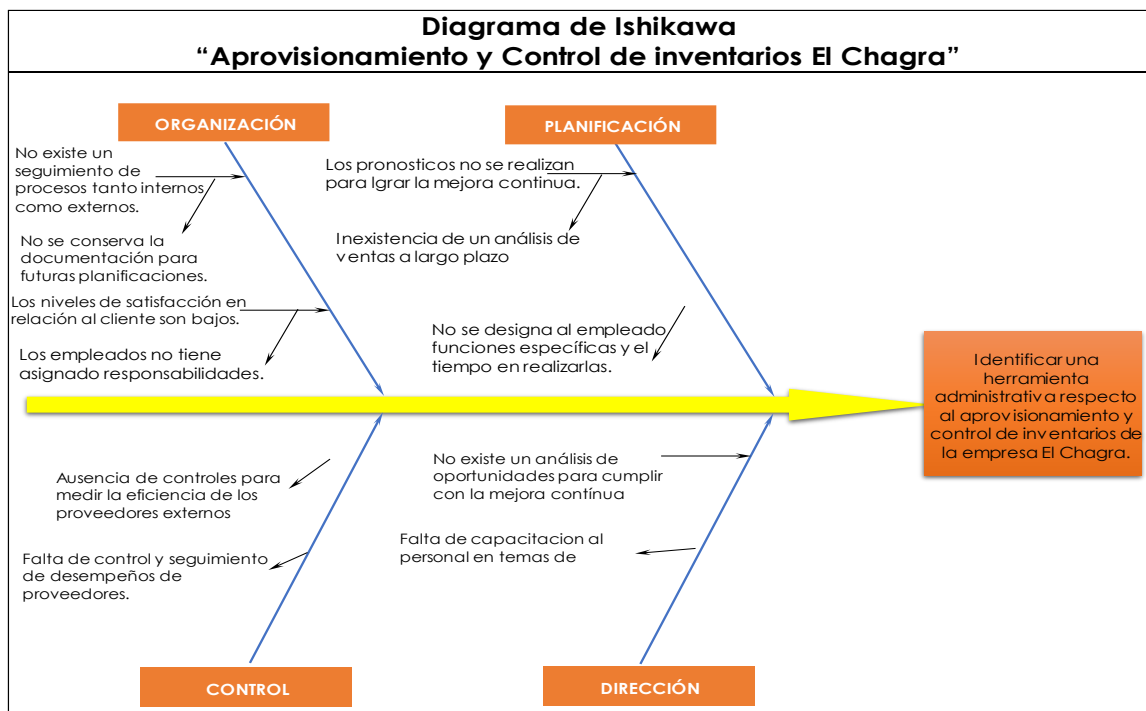 Diagrama de Ishikawa
“Aprovisionamiento y Control de inventarios El Chagra”
ORGANIZACIÓN
PLANIFICACIÓN
No existe un
seguimiento de
procesos tanto internos
como externos.
No se conserva la
documentación para
futuras planificaciones.
Los niveles de satisfacción en
relación al cliente son bajos.
Los empleados no tiene
asignado responsabilidades.
Los pronosticos no se realizan
para lgrar la mejora continua.
Inexistencia de un análisis de
ventas a largo plazo
No se designa al empleado
funciones específicas y el
tiempo en realizarlas.
Identificar una
herramienta
administrativa respecto
al aprovisionamiento y
control de inventarios de
la empresa El Chagra.
Ausencia de controles para
medir la eficiencia de los
proveedores externos
Falta de control y seguimiento
de desempeños de
proveedores.
No existe un análisis de
oportunidades para cumplir
con la mejora contínua
Falta de capacitacion al
personal en temas de
CONTROL
DIRECCIÓN